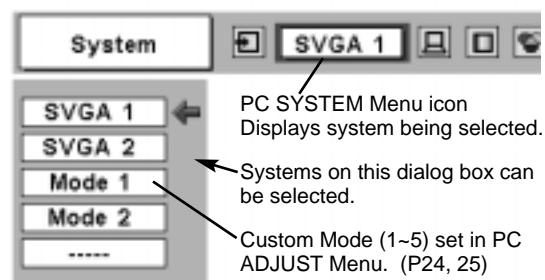 System
SVGA 1
SVGA 1
SVGA 2
Mode 1
Mode 2
-----
PC SYSTEM Menu icon
Displays system being selected.
Systems on this dialog box can
be selected.
Custom Mode (1~5) set in PC
ADJUST Menu.  (P24, 25)